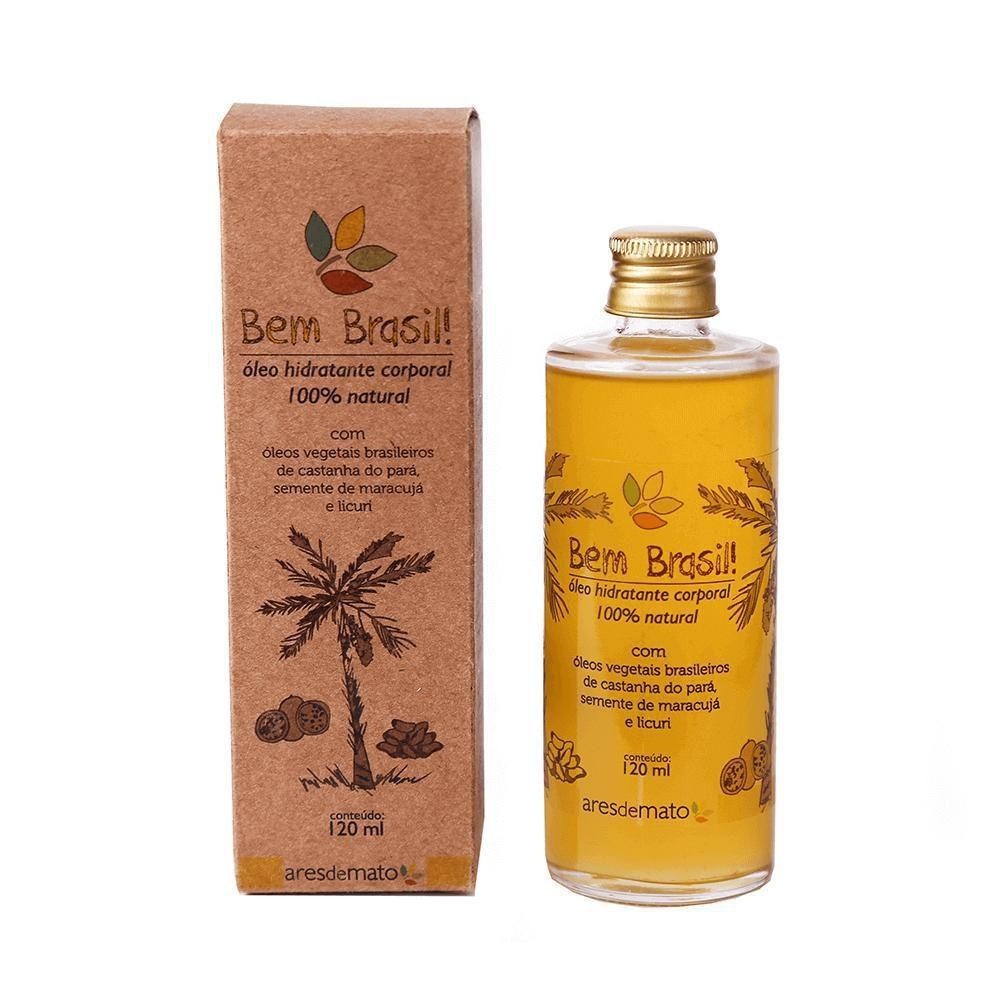 Bem Brasil!
óleo hidratante corporal
100% natural
com
óleos vegetais brasileiros
de castanha do pará,
semente de maracujá
e licuri
conteúdo:
120 ml
aresdemato
Bem Brasil!
óleo hidratante corporal
100% natural
com
óleos vegetais brasileiros
de castanha do pará,
semente de maracujá
e licuri
conteúdo:
120 ml
aresdemato